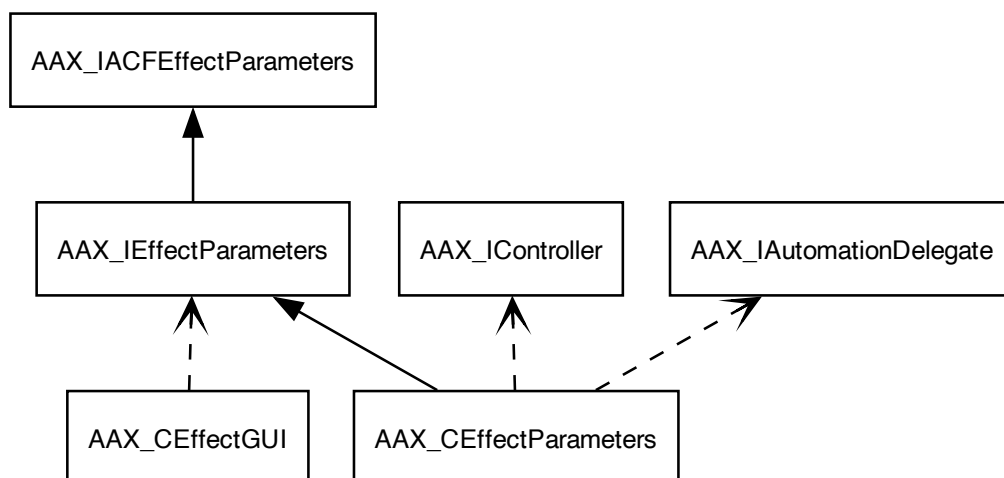 AAX_IACFEffectParameters
AAX_IEffectParameters
AAX_IController
AAX_IAutomationDelegate
AAX_CEffectGUI
AAX_CEffectParameters